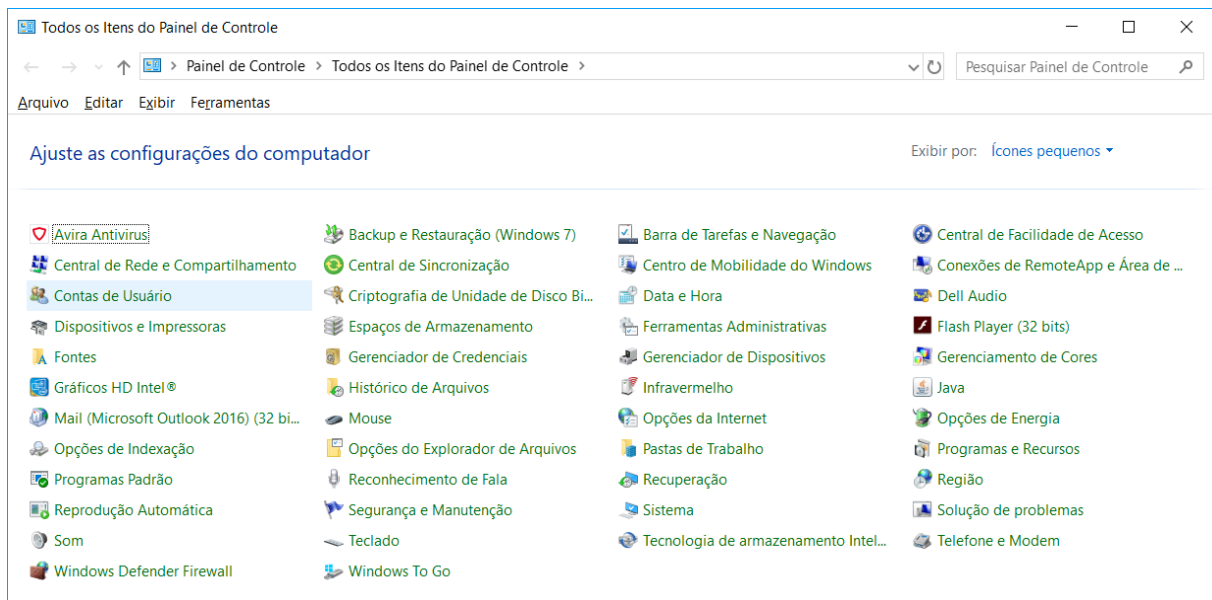 Todos os Itens do Painel de Controle
Painel de Controle > Todos os Itens do Painel de Controle >
Pesquisar Painel de Controle
Arquivo Editar Exibir Ferramentas
Ajuste as configurações do computador
Exibir por: Ícones pequenos
Avira Antivirus Backup e Restauração (Windows 7) Barra de Tarefas e Navegação Central de Facilidade de Acesso
Central de Rede e Compartilhamento Central de Sincronização Centro de Mobilidade do Windows Conexões de RemoteApp e Área de ...
Contas de Usuário Criptografia de Unidade de Disco Bi... Data e Hora Dell Audio
Dispositivos e Impressoras Espaços de Armazenamento Ferramentas Administrativas Flash Player (32 bits)
Fontes Gerenciador de Credenciais Gerenciador de Dispositivos Gerenciamento de Cores
Gráficos HD Intel® Histórico de Arquivos Infravermelho Java
Mail (Microsoft Outlook 2016) (32 bi... Mouse Opções da Internet Opções de Energia
Opções de Indexação Opções do Explorador de Arquivos Pastas de Trabalho Programas e Recursos
Programas Padrão Reconhecimento de Fala Recuperação Região
Reprodução Automática Segurança e Manutenção Sistema Solução de problemas
Som Teclado Tecnologia de armazenamento Intel... Telefone e Modem
Windows Defender Firewall Windows To Go